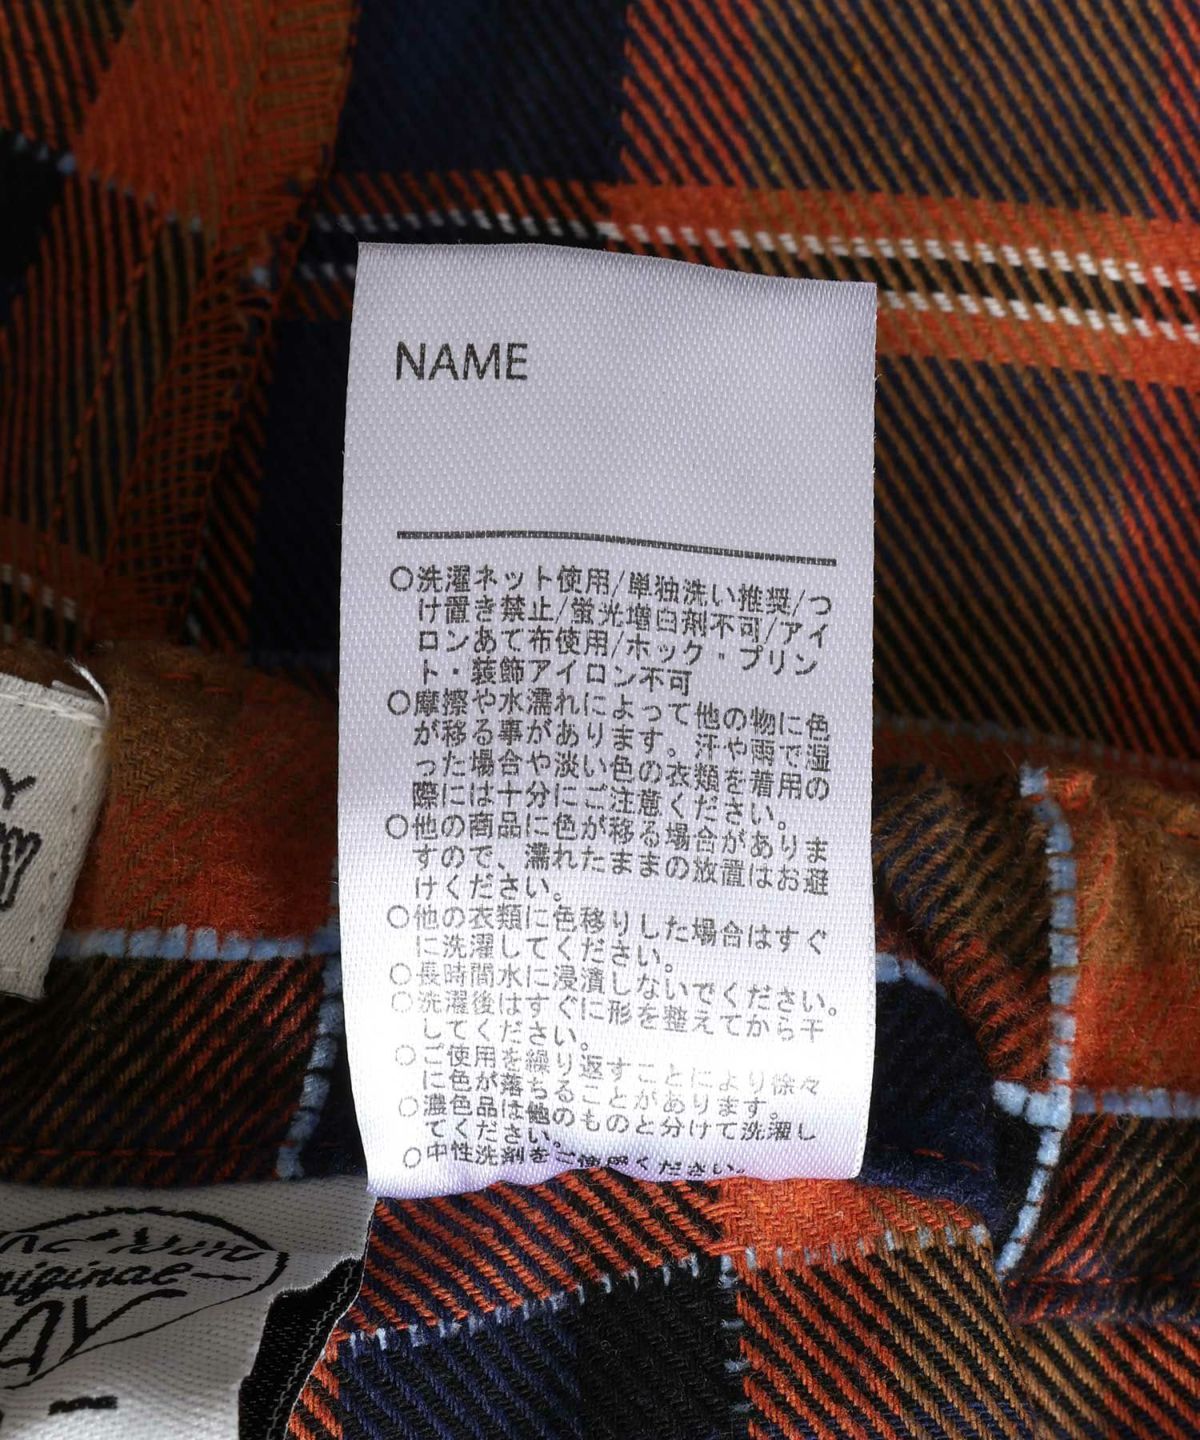 NAME
○洗濯ネット使用/単独洗い推奨/つ
け置き禁止/蛍光増白剤不可/アイ
ロンあて布使用/ホック・プリン
ト・装飾アイロン不可
○摩擦や水濡れによって他の物に色
が移る事があります。汗や雨で湿
った場合や淡い色の衣類を着用の
際には十分にご注意ください。
○他の商品に色が移る場合がありま
すので、濡れたままの放置はお避
けください。
○他の衣類に色移りした場合はすぐ
に洗濯してください。
○長時間水に浸漬しないでください。
○洗濯後はすぐに形を整えてから干
してください。
○ご使用を繰り返すことにより徐々
に色が落ちることがあります。
○濃色品は他のものと分けて洗濯し
てください。
○中性洗剤をご使用ください。
Originae